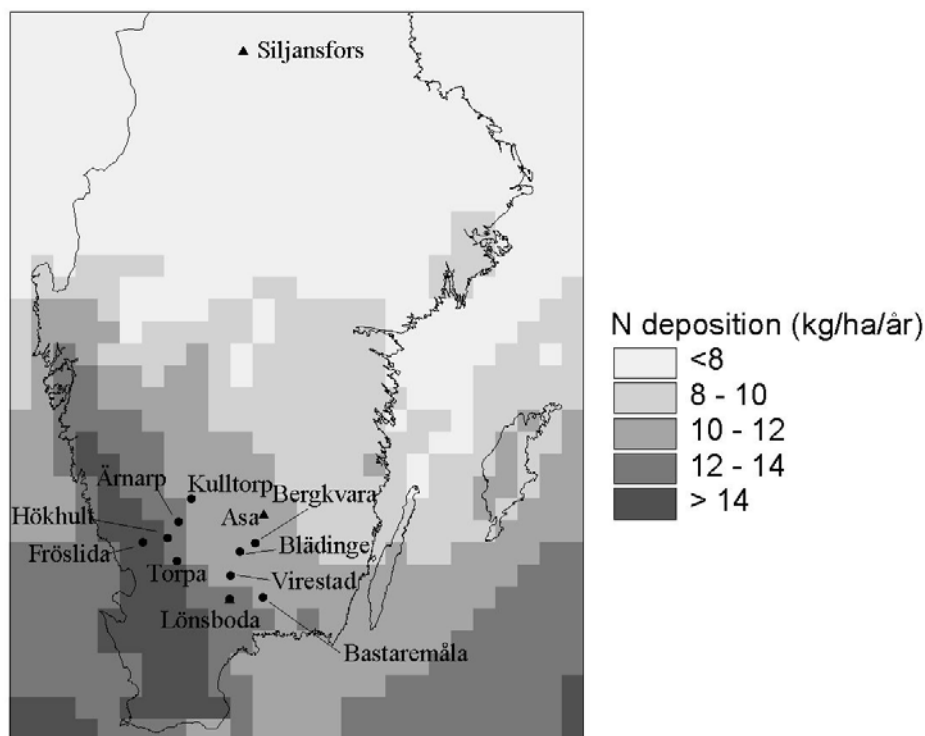 Siljansfors
N deposition (kg/ha/år)
<8
8 - 10
10 - 12
12 - 14
> 14
Ärnarp
Kulltorp
Bergkvara
Asa
Hökhult
Fröslida
Blädinge
Torpa
Virestad
Lönsboda
Bastaremåla